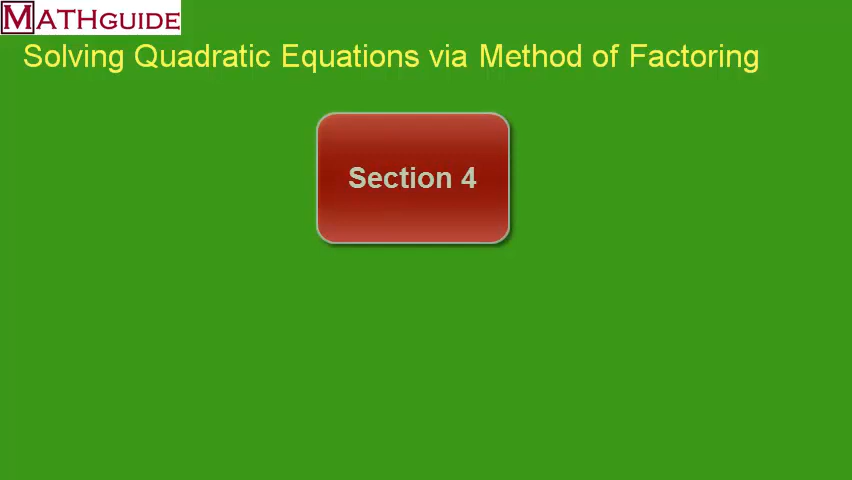 MATHGUIDE
Solving Quadratic Equations via Method of Factoring
Section 4